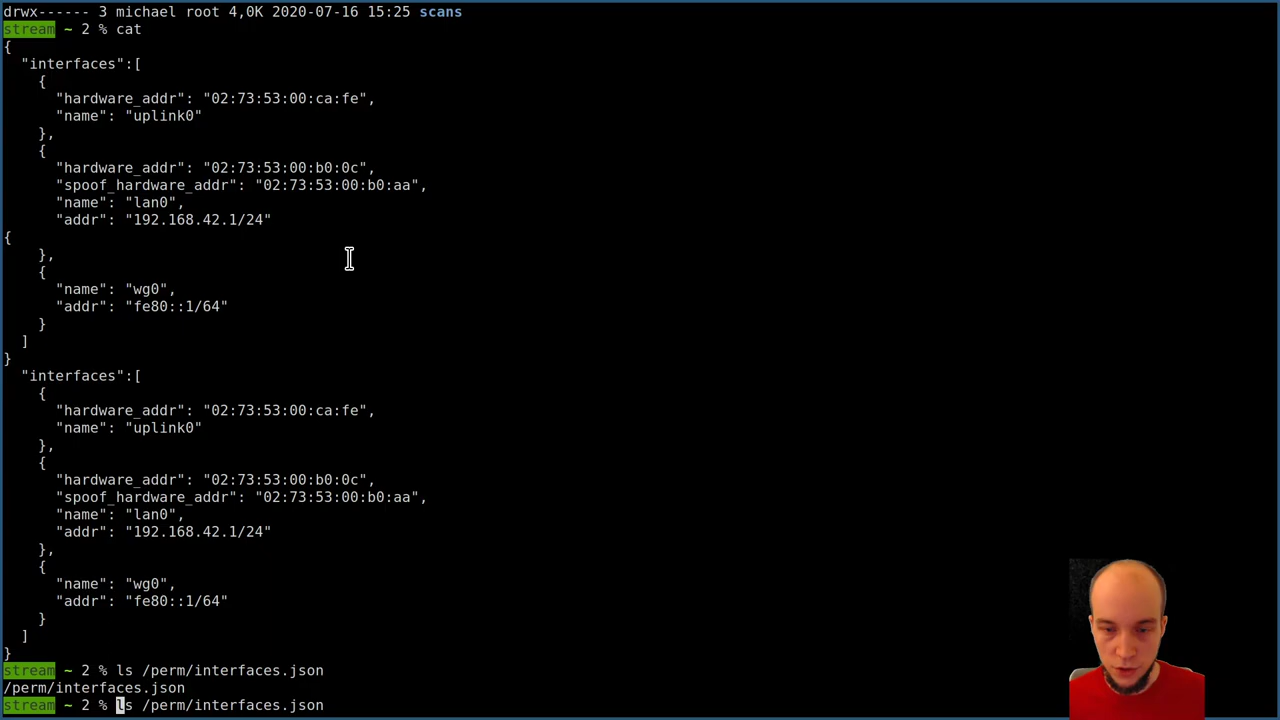 drwx------ 3 michael root 4,0K 2020-07-16 15:25 scans
stream ~ 2 % cat
{
  "interfaces":[
    {
      "hardware_addr": "02:73:53:00:ca:fe",
      "name": "uplink0"
    },
    {
      "hardware_addr": "02:73:53:00:b0:0c",
      "spoof_hardware_addr": "02:73:53:00:b0:aa",
      "name": "lan0",
      "addr": "192.168.42.1/24"
{
    },
    {
      "name": "wg0",
      "addr": "fe80::1/64"
    }
  ]
}
  "interfaces":[
    {
      "hardware_addr": "02:73:53:00:ca:fe",
      "name": "uplink0"
    },
    {
      "hardware_addr": "02:73:53:00:b0:0c",
      "spoof_hardware_addr": "02:73:53:00:b0:aa",
      "name": "lan0",
      "addr": "192.168.42.1/24"
    },
    {
      "name": "wg0",
      "addr": "fe80::1/64"
    }
  ]
}
stream ~ 2 % ls /perm/interfaces.json
/perm/interfaces.json
stream ~ 2 % ls /perm/interfaces.json